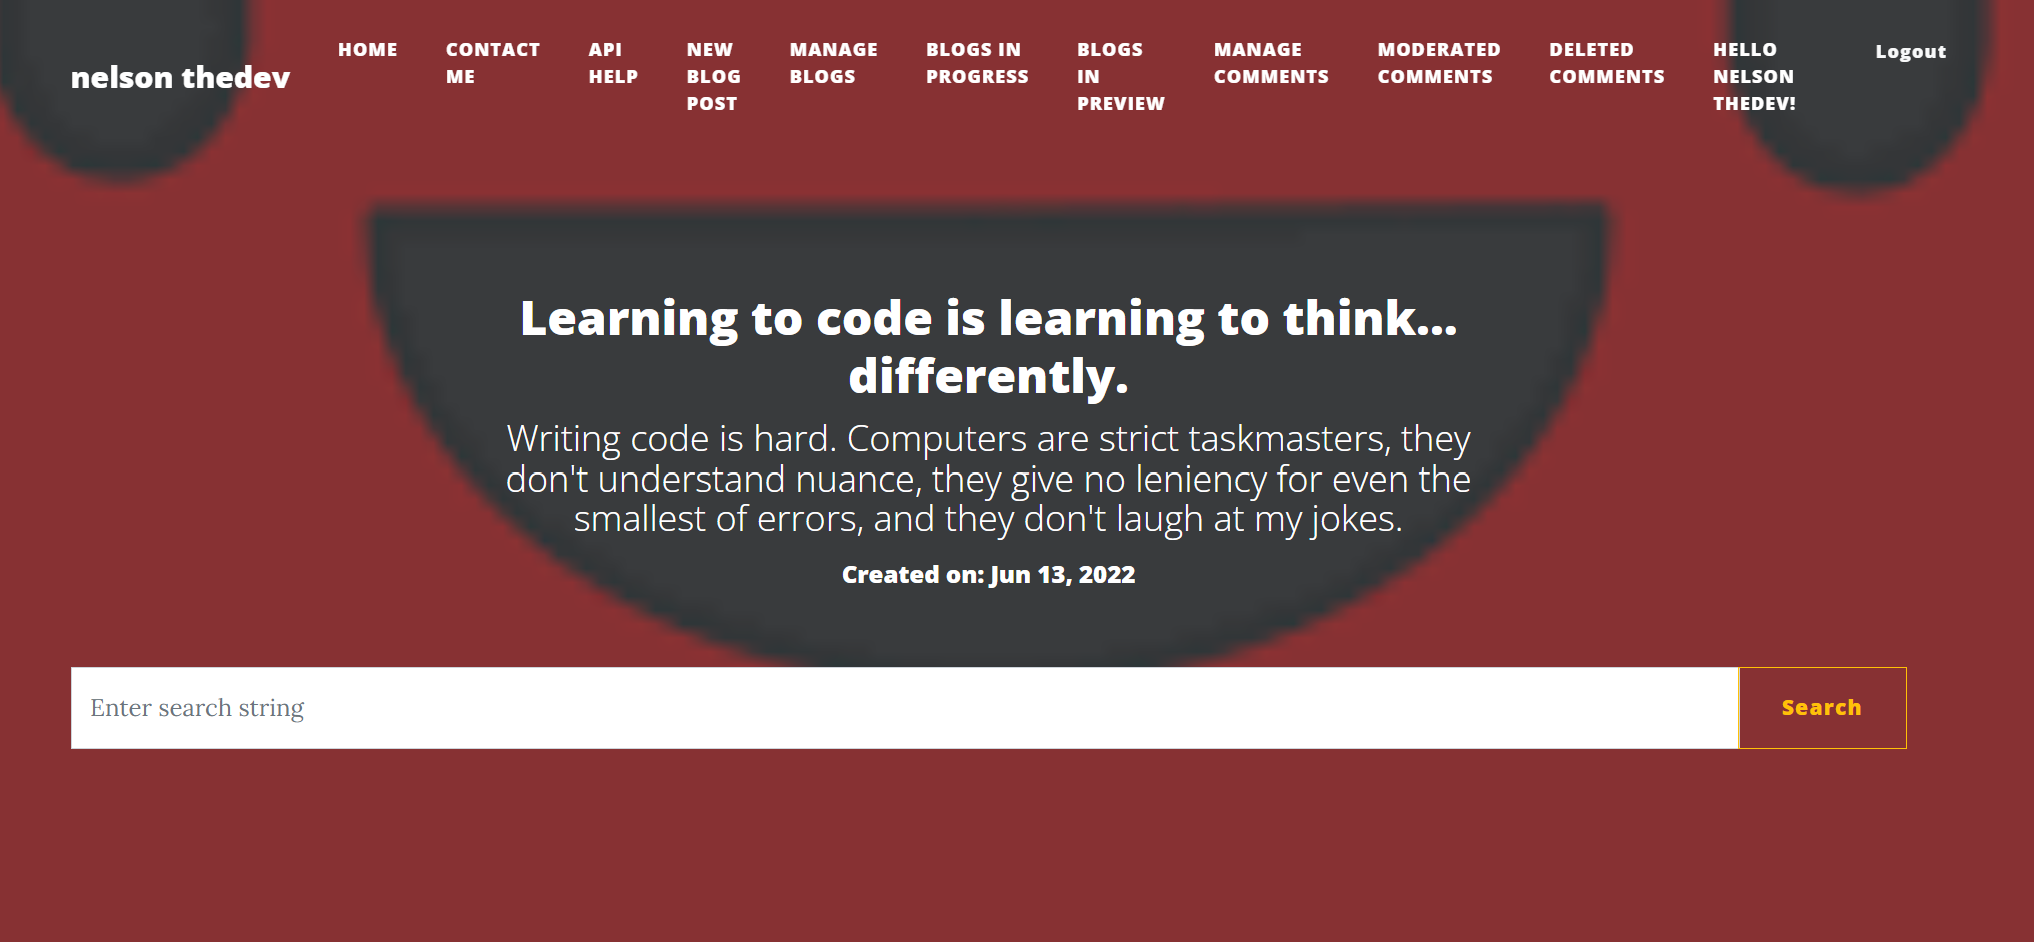 nelson thedev
HOME
CONTACT
ME
API
HELP
NEW
BLOG
POST
MANAGE
BLOGS
BLOGS IN
PROGRESS
BLOGS
IN
PREVIEW
MANAGE
COMMENTS
MODERATED
COMMENTS
DELETED
COMMENTS
HELLO
NELSON
THEDEV!
Logout
Learning to code is learning to think...
differently.
Writing code is hard. Computers are strict taskmasters, they
don't understand nuance, they give no leniency for even the
smallest of errors, and they don't laugh at my jokes.
Created on: Jun 13, 2022
Enter search string
Search